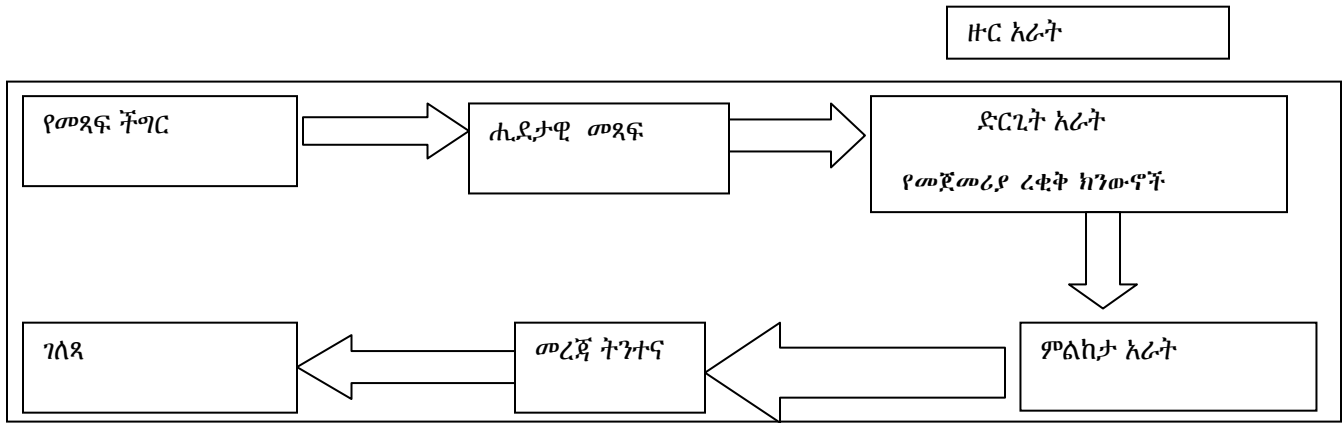 ዙር አራት
የመጻፍ ችግር
ሒደታዊ መጻፍ
ድርጊት አራት
የመጀመሪያ ረቂቅ ክንውኖች
ምልከታ አራት
መረጃ ትንተና
ገለጻ